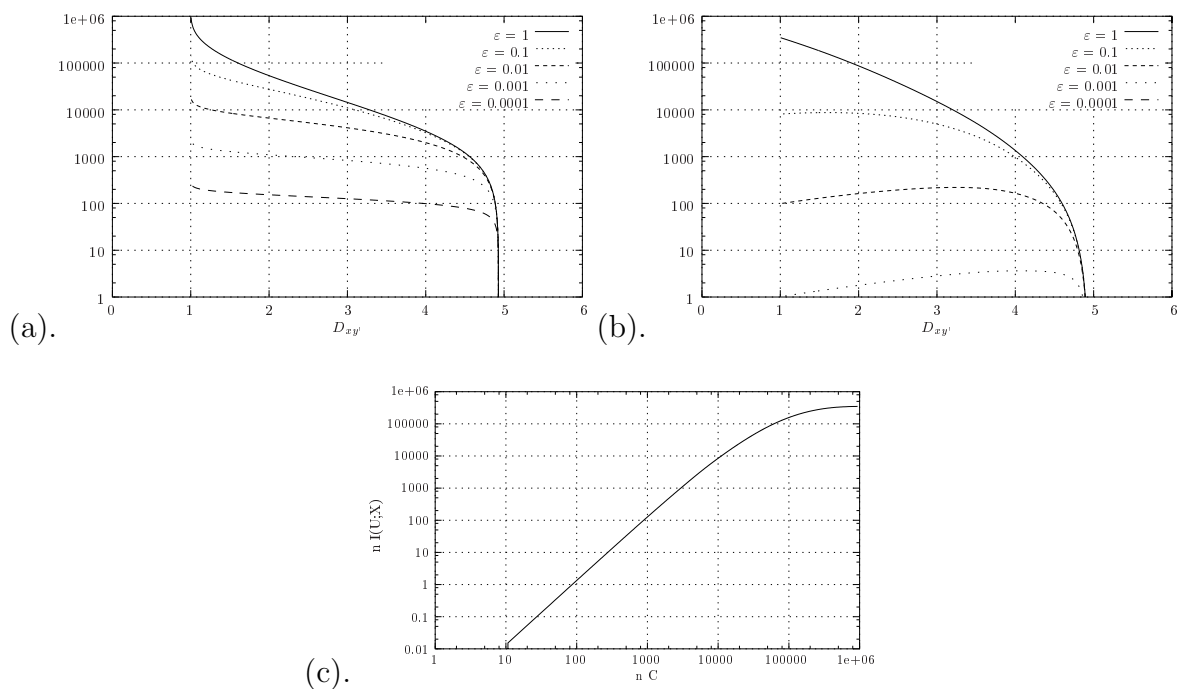 1e+06
100000
10000
1000
100
10
1
0 1 2 3 4 5 6
D_{xy'}
ε = 1
ε = 0.1
ε = 0.01
ε = 0.001
ε = 0.0001
(a).
1e+06
100000
10000
1000
100
10
1
0 1 2 3 4 5 6
D_{xy'}
ε = 1
ε = 0.1
ε = 0.01
ε = 0.001
ε = 0.0001
(b).
1e+06
100000
10000
1000
100
10
1
0.1
0.01
n I(U;X)
1 10 100 1000 10000 100000 1e+06
n C
(c).